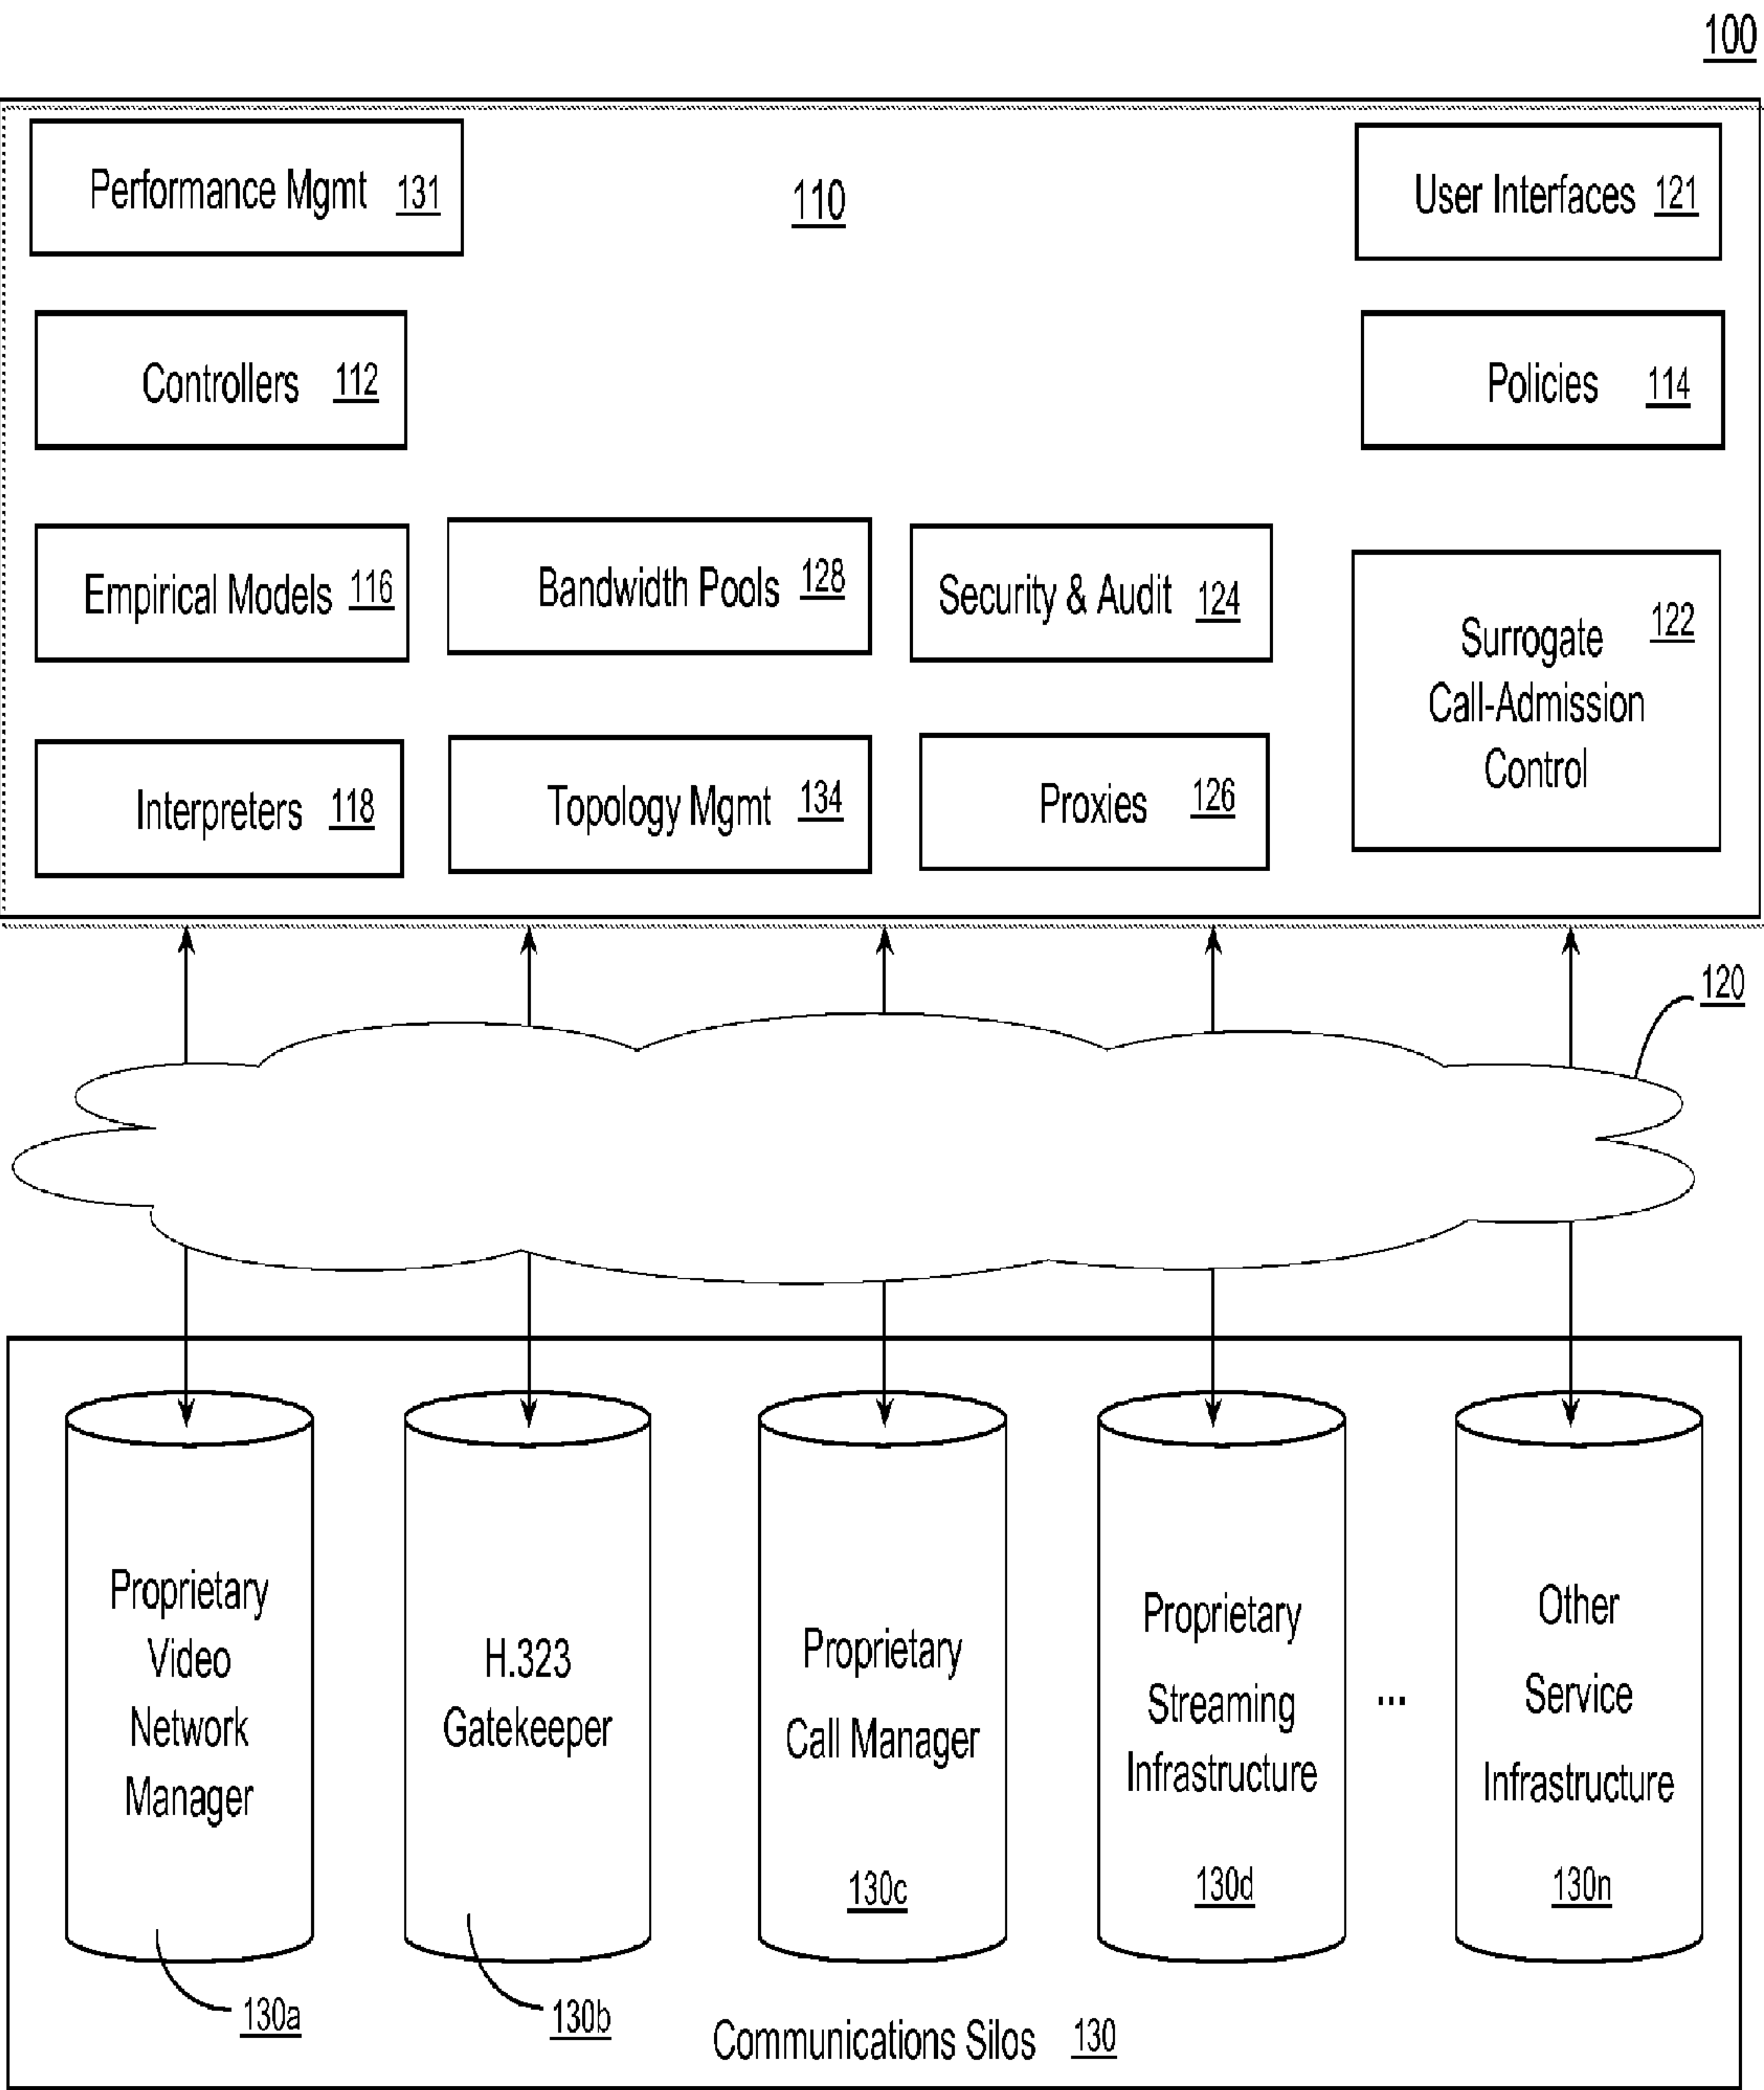 100
Performance Mgmt 131
110
User Interfaces 121
Controllers 112
Policies 114
Empirical Models 116
Bandwidth Pools 128
Security & Audit 124
Surrogate 122
Call-Admission
Control
Interpreters 118
Topology Mgmt 134
Proxies 126
120
Proprietary
Video
Network
Manager
130a
H.323
Gatekeeper
130b
Proprietary
Call Manager
130c
Proprietary
Streaming
Infrastructure
130d
...
Other
Service
Infrastructure
130n
Communications Silos 130